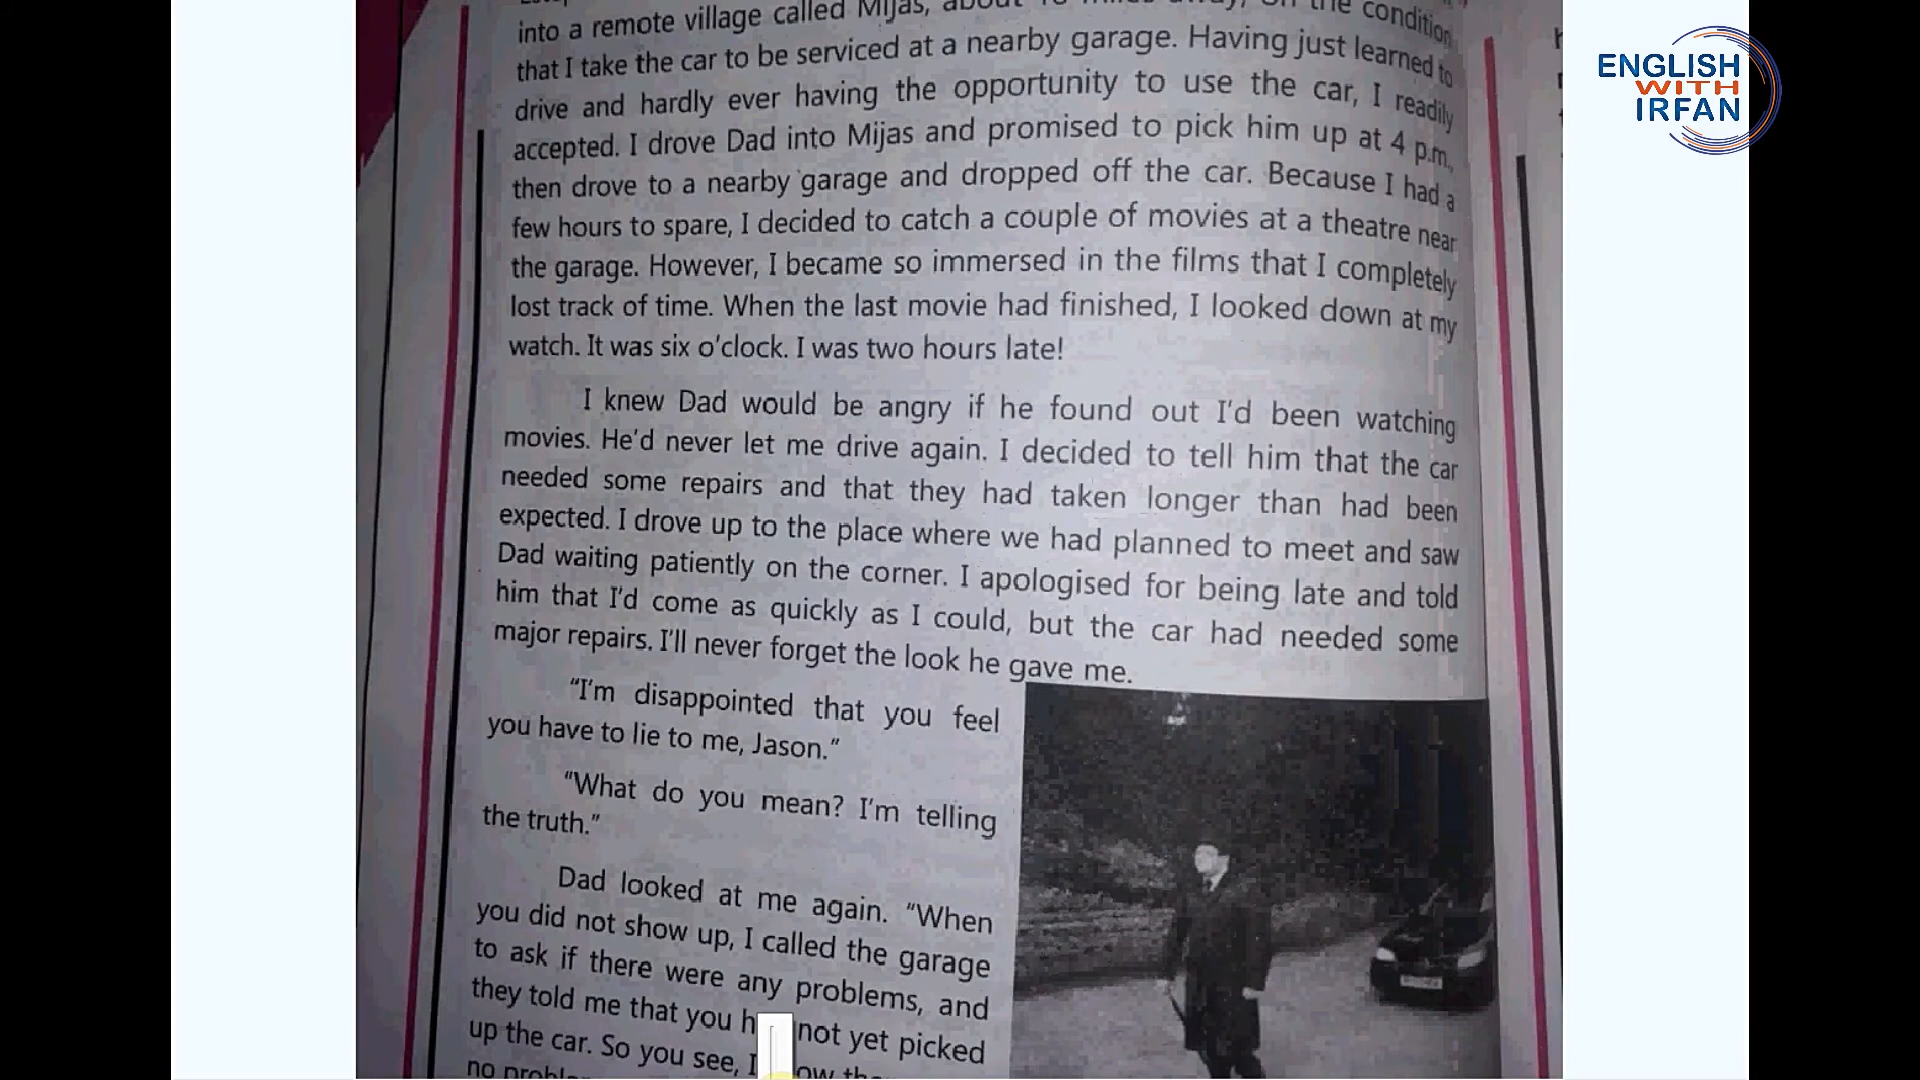 into a remote village called Mijas, about miles away, on the condition
that I take the car to be serviced at a nearby garage. Having just learned to
drive and hardly ever having the opportunity to use the car, I readily
accepted. I drove Dad into Mijas and promised to pick him up at 4 p.m.,
then drove to a nearby garage and dropped off the car. Because I had a
few hours to spare, I decided to catch a couple of movies at a theatre near
the garage. However, I became so immersed in the films that I completely
lost track of time. When the last movie had finished, I looked down at my
watch. It was six o'clock. I was two hours late!
I knew Dad would be angry if he found out I'd been watching
movies. He'd never let me drive again. I decided to tell him that the car
needed some repairs and that they had taken longer than had been
expected. I drove up to the place where we had planned to meet and saw
Dad waiting patiently on the corner. I apologised for being late and told
him that I'd come as quickly as I could, but the car had needed some
major repairs. I'll never forget the look he gave me.
"I'm disappointed that you feel
you have to lie to me, Jason."
"What do you mean? I'm telling
the truth."
Dad looked at me again. "When
you did not show up, I called the garage
to ask if there were any problems, and
they told me that you not yet picked
up the car. So you see, I
no
ENGLISH
WITH
IRFAN